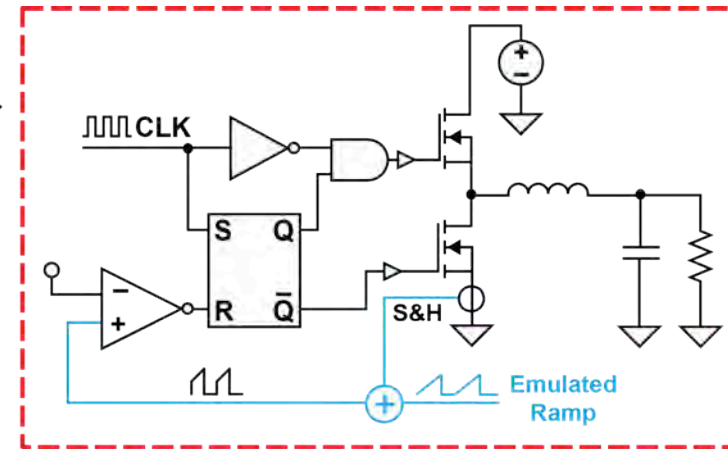 CLK
+
−
S Q
−
+
R Q̅
S&H
+
Emulated
Ramp